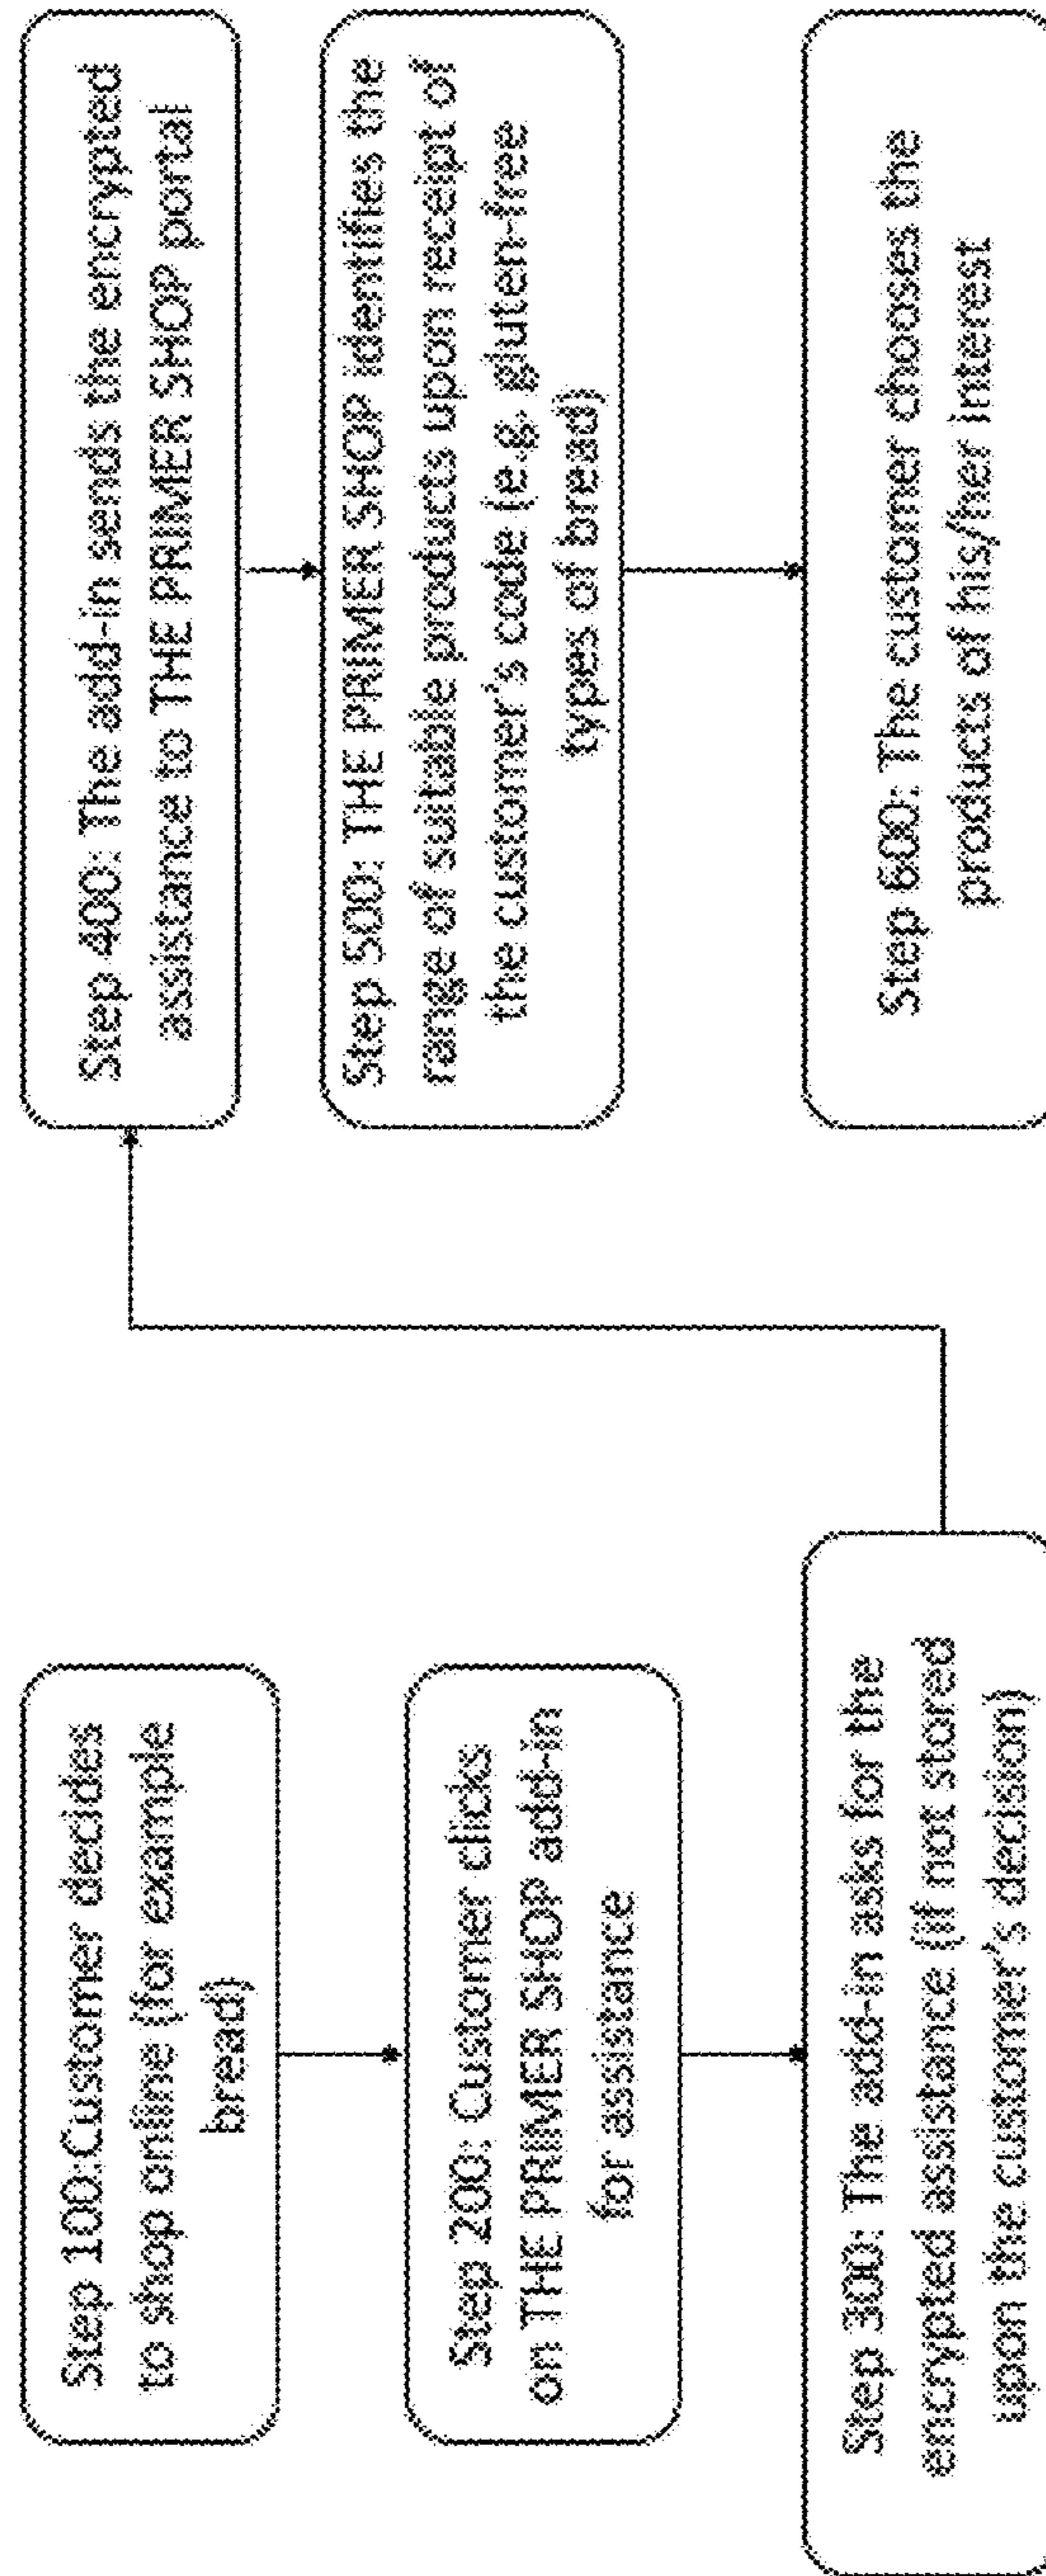 Step 100:Customer decides
to shop online (for example
bread)
Step 200: Customer clicks
on THE PRIMER SHOP add-in
for assistance
Step 300: The add-in asks for the
encrypted assistance (if not stored
upon the customer's decision)
Step 400: The add-in sends the encrypted
assistance to THE PRIMER SHOP portal
Step 500: THE PRIMER SHOP identifies the
range of suitable products upon receipt of
the customer's code (e.g. gluten-free
types of bread)
Step 600: The customer chooses the
products of his/her interest